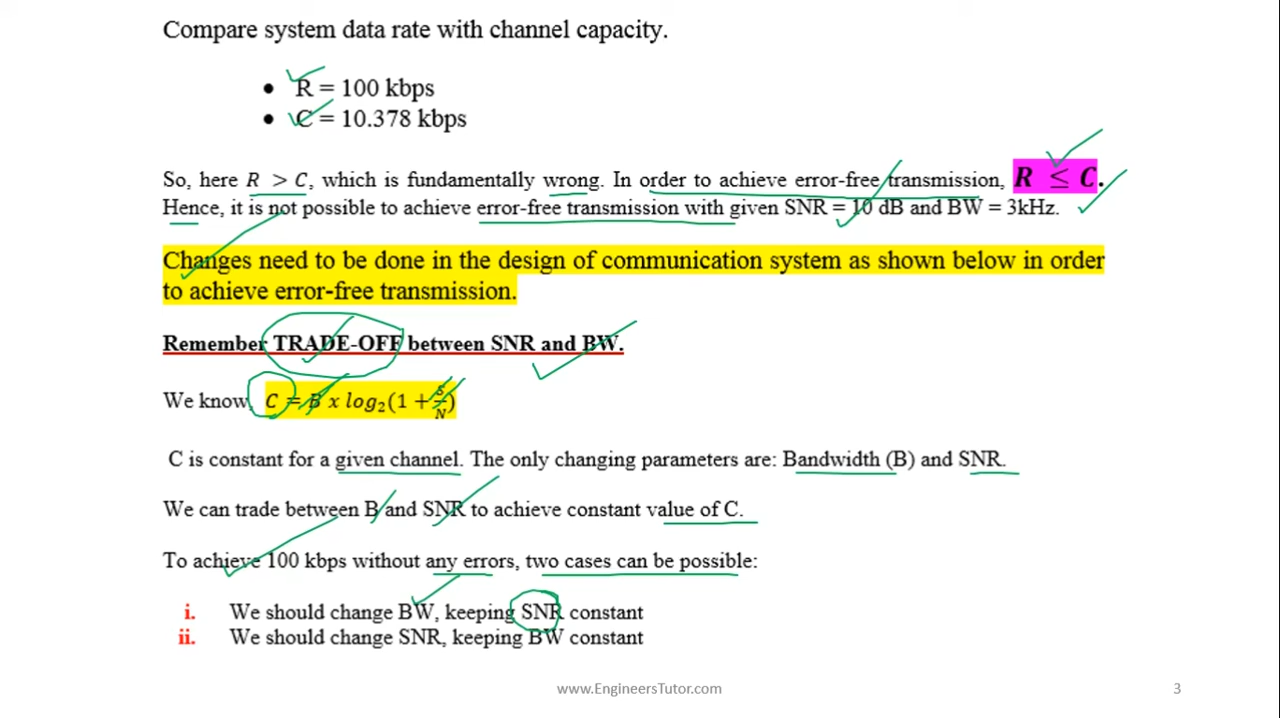 Compare system data rate with channel capacity.
• R = 100 kbps
• C = 10.378 kbps
So, here R > C, which is fundamentally wrong. In order to achieve error-free transmission, R ≤ C.
Hence, it is not possible to achieve error-free transmission with given SNR = 10 dB and BW = 3kHz.
Changes need to be done in the design of communication system as shown below in order
to achieve error-free transmission.
Remember TRADE-OFF between SNR and BW.
We know, C = B x log₂(1 + S/N)
C is constant for a given channel. The only changing parameters are: Bandwidth (B) and SNR.
We can trade between B and SNR to achieve constant value of C.
To achieve 100 kbps without any errors, two cases can be possible:
i. We should change BW, keeping SNR constant
ii. We should change SNR, keeping BW constant
www.EngineersTutor.com
3